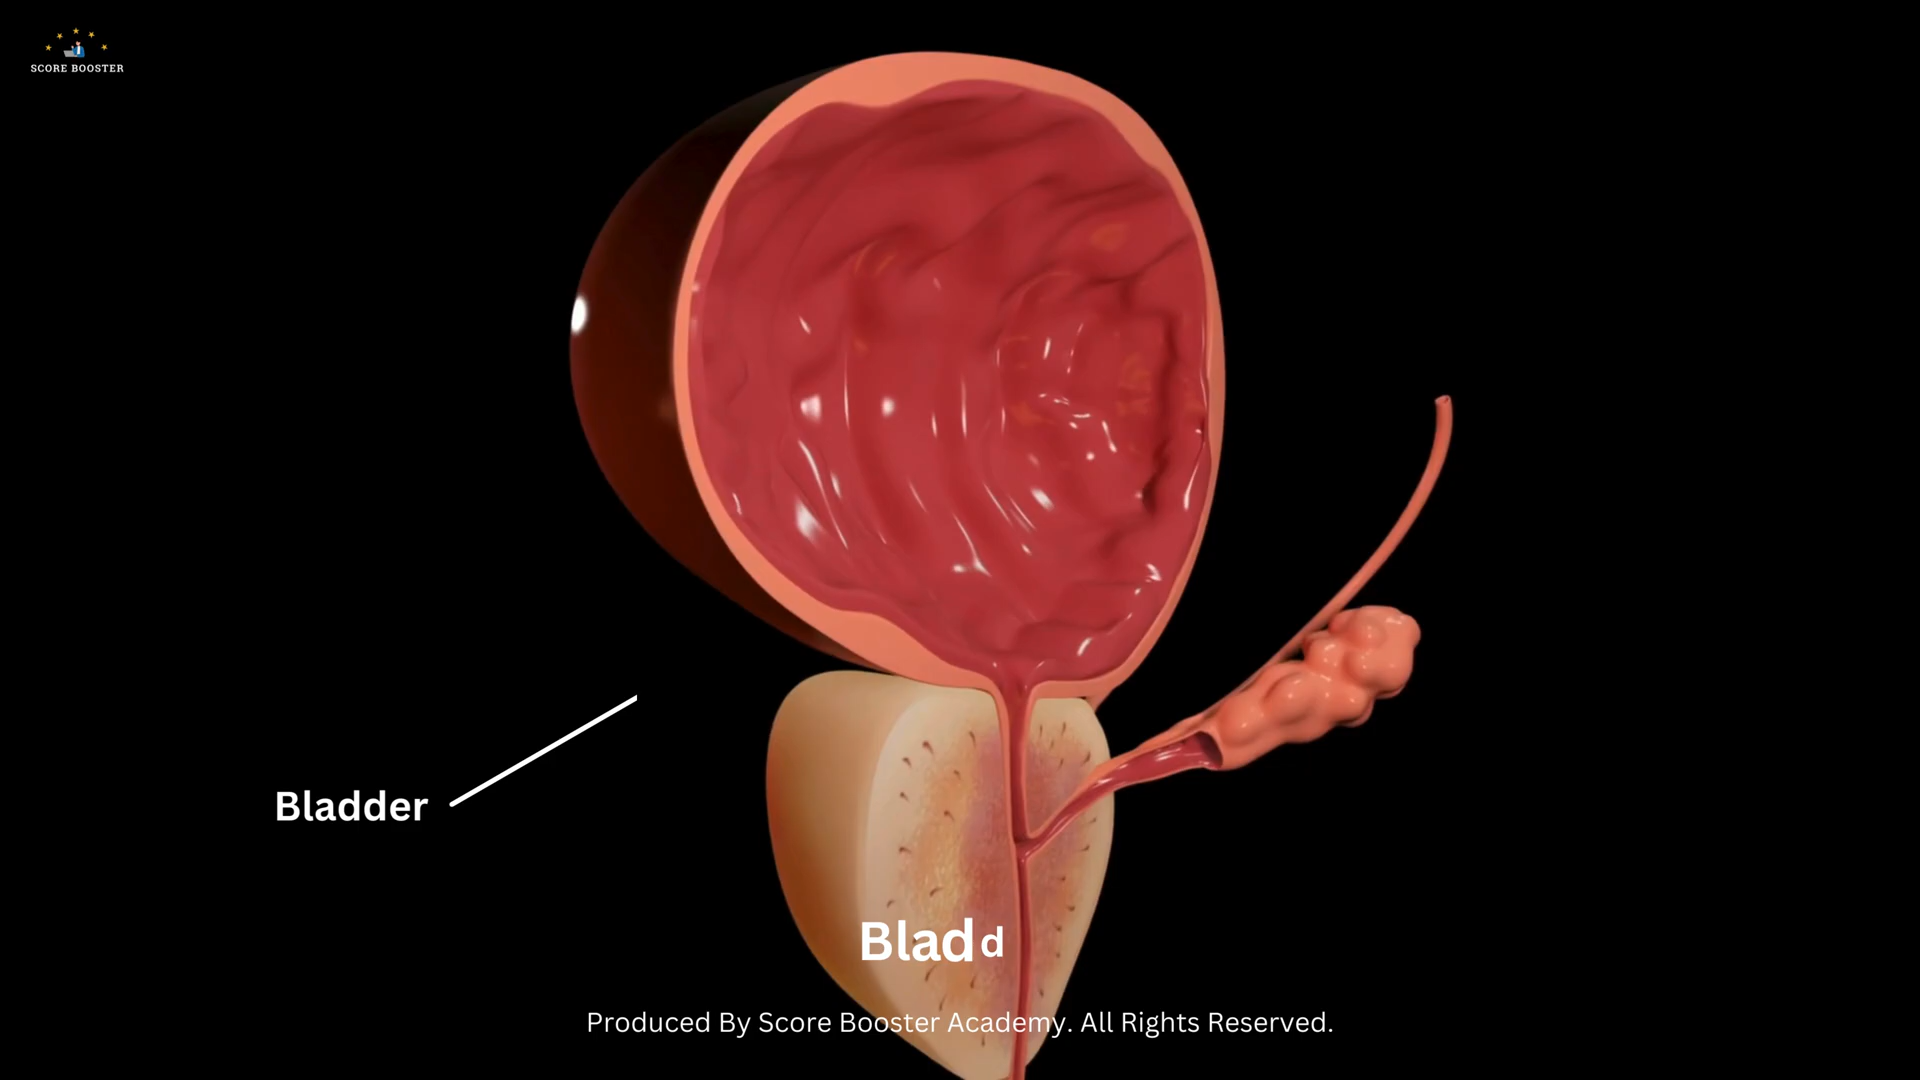 SCORE BOOSTER
Bladder
Bladd
Produced By Score Booster Academy. All Rights Reserved.